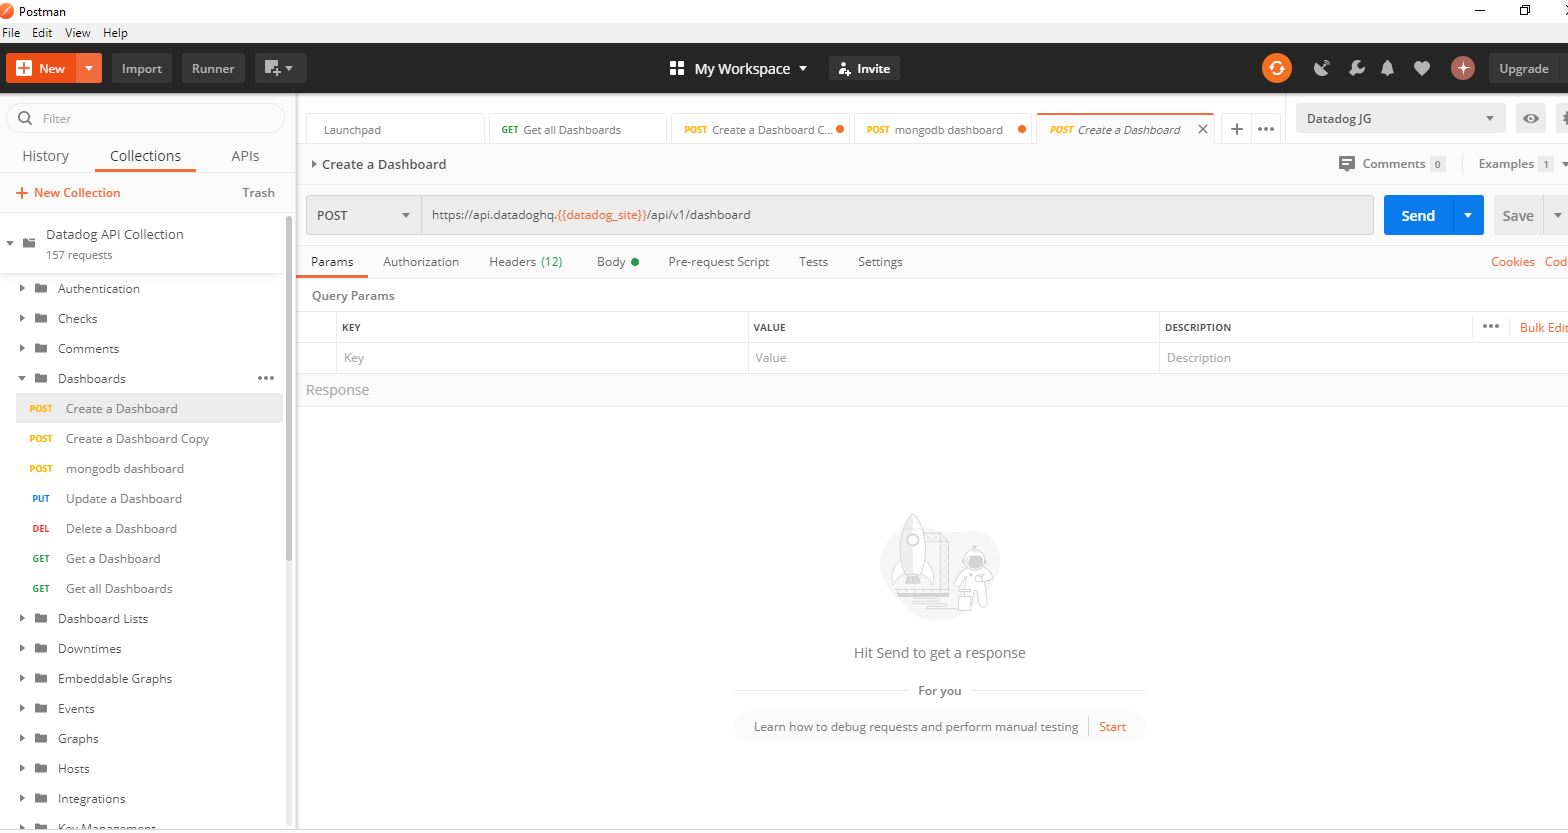 Postman
File Edit View Help
New Import Runner My Workspace Invite Upgrade
Filter
History Collections APIs
New Collection Trash
Datadog API Collection
157 requests
Authentication
Checks
Comments
Dashboards
POST Create a Dashboard
POST Create a Dashboard Copy
POST mongodb dashboard
PUT Update a Dashboard
DEL Delete a Dashboard
GET Get a Dashboard
GET Get all Dashboards
Dashboard Lists
Downtimes
Embeddable Graphs
Events
Graphs
Hosts
Integrations
Key Management
Launchpad GET Get all Dashboards POST Create a Dashboard C... POST mongodb dashboard POST Create a Dashboard Datadog JG
Create a Dashboard Comments 0 Examples 1
POST https://api.datadoghq.{{datadog_site}}/api/v1/dashboard Send Save
Params Authorization Headers (12) Body Pre-request Script Tests Settings Cookies Cod
Query Params
KEY VALUE DESCRIPTION Bulk Edit
Key Value Description
Response
Hit Send to get a response
For you
Learn how to debug requests and perform manual testing Start